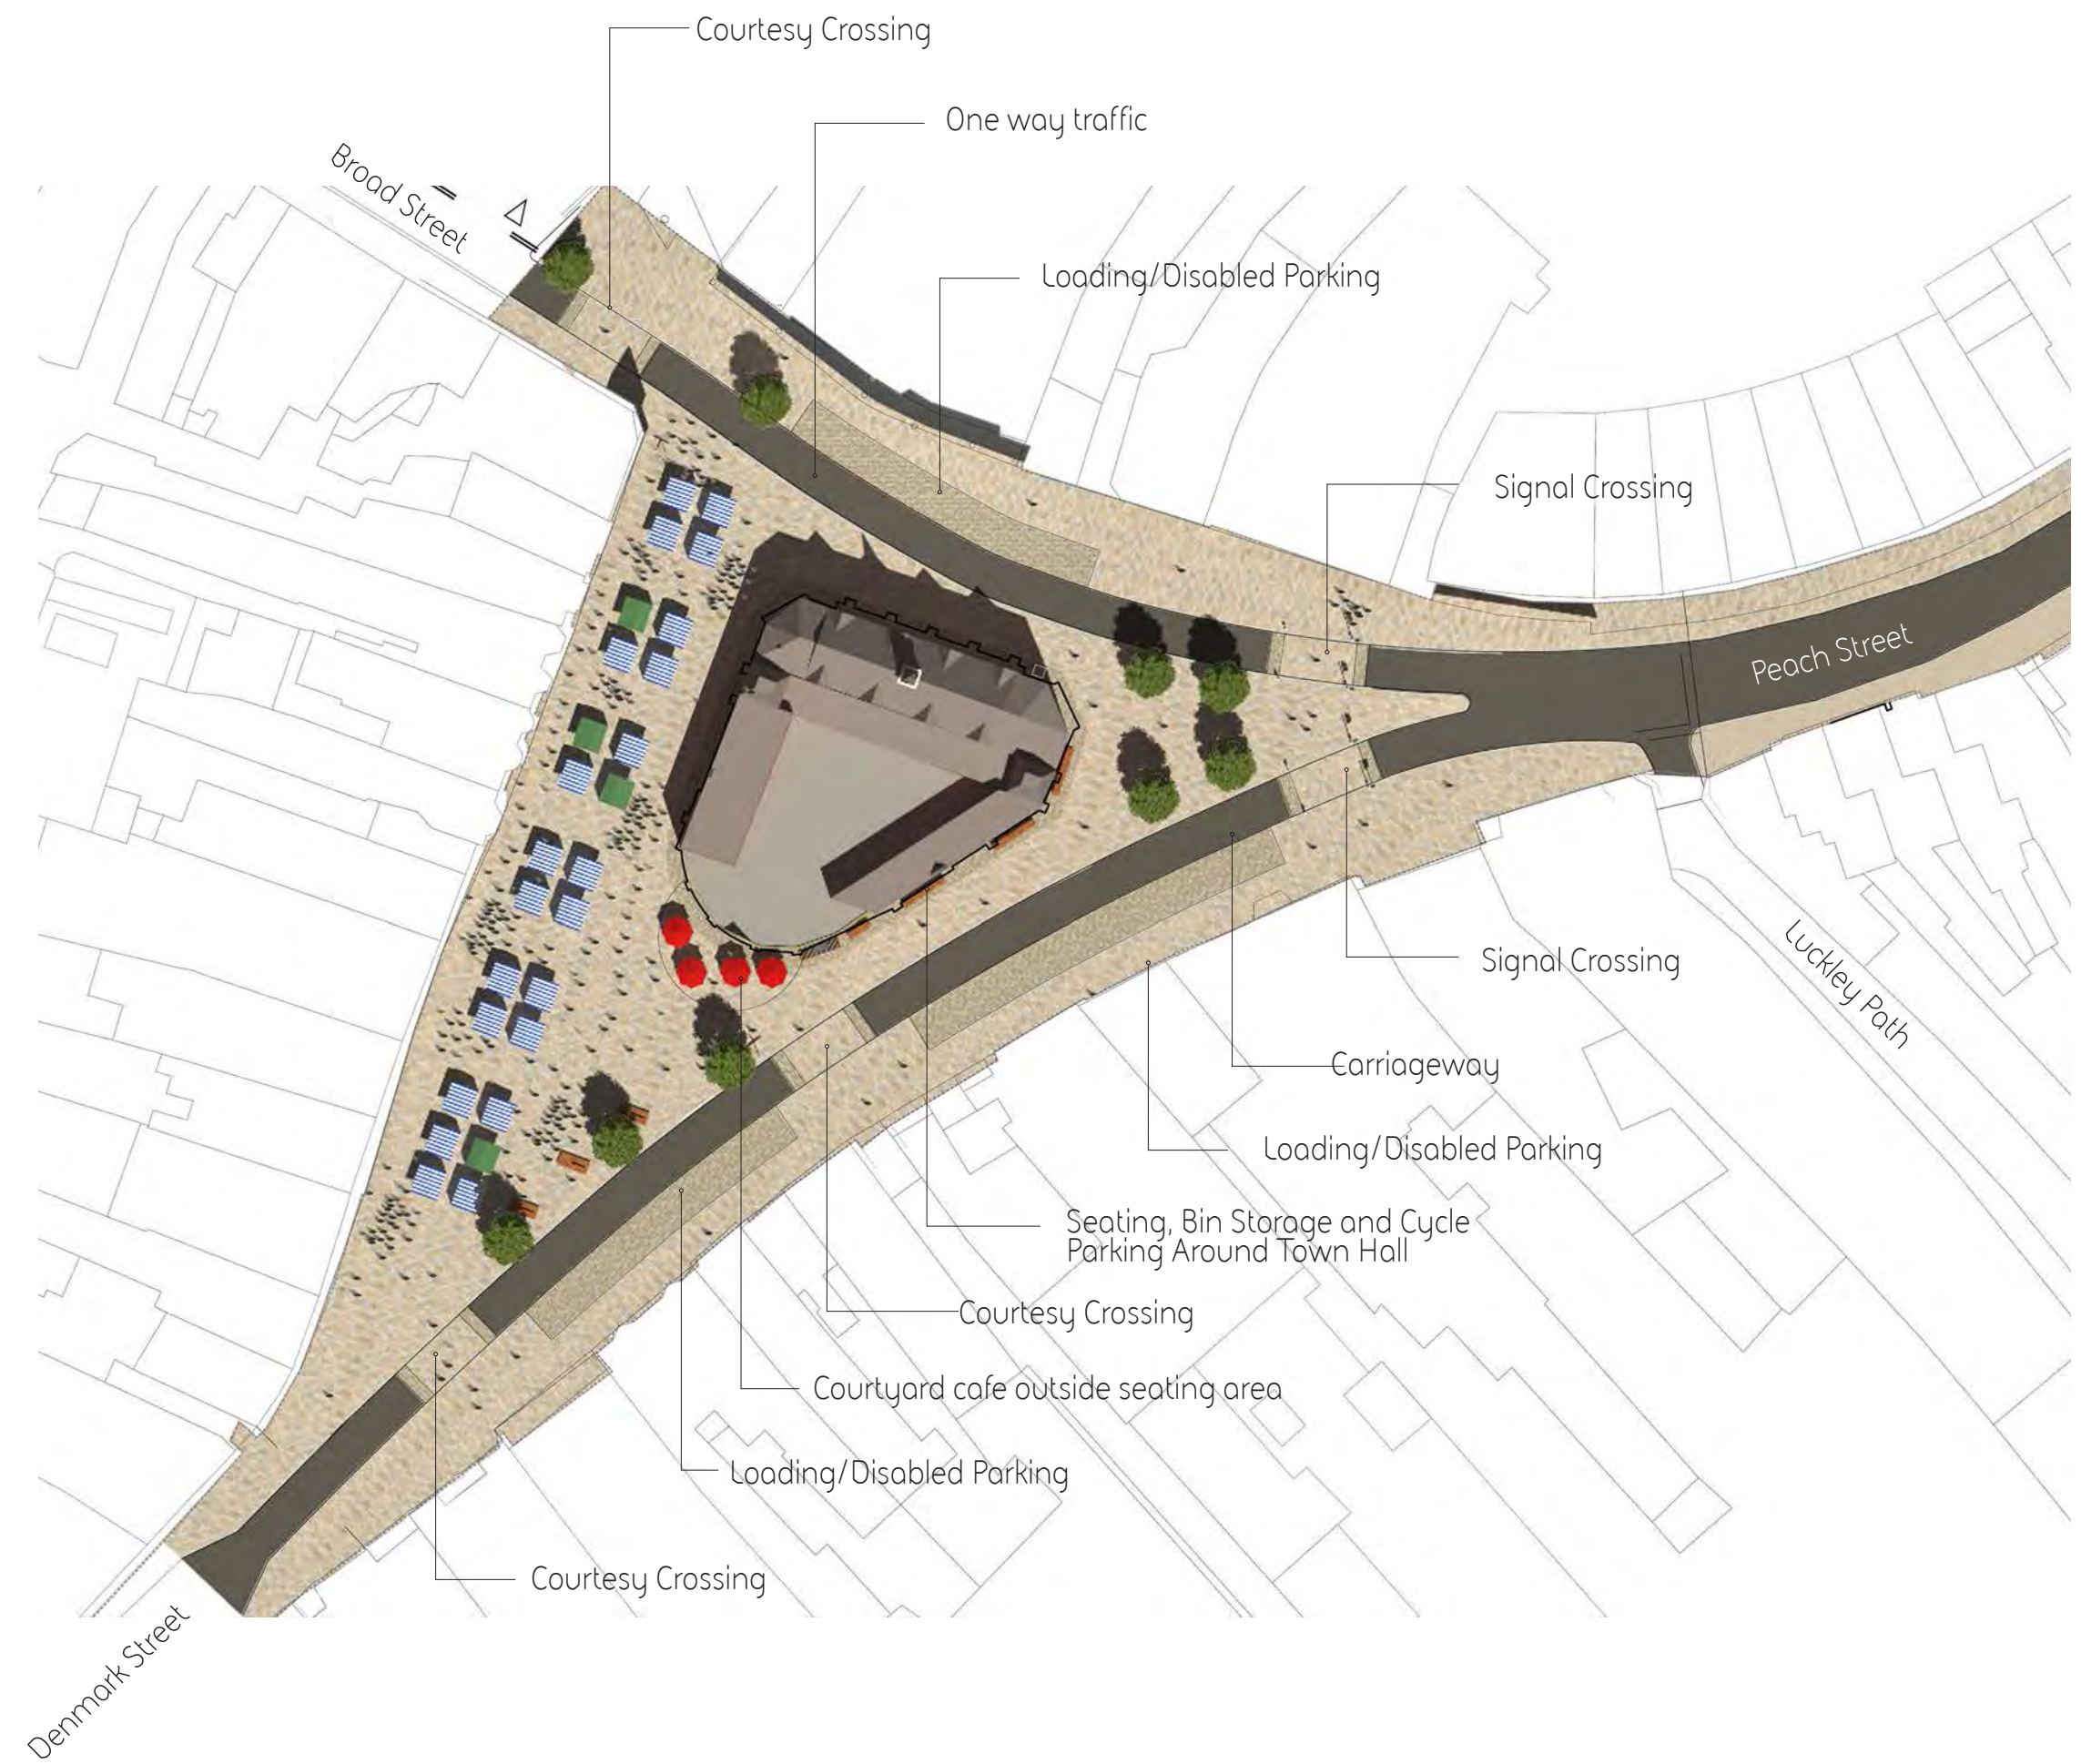 Courtesy Crossing
One way traffic
Broad Street
Loading/Disabled Parking
Signal Crossing
Peach Street
Luckley Path
Signal Crossing
Carriageway
Loading/Disabled Parking
Seating, Bin Storage and Cycle
Parking Around Town Hall
Courtesy Crossing
Courtyard cafe outside seating area
Loading/Disabled Parking
Courtesy Crossing
Denmark Street